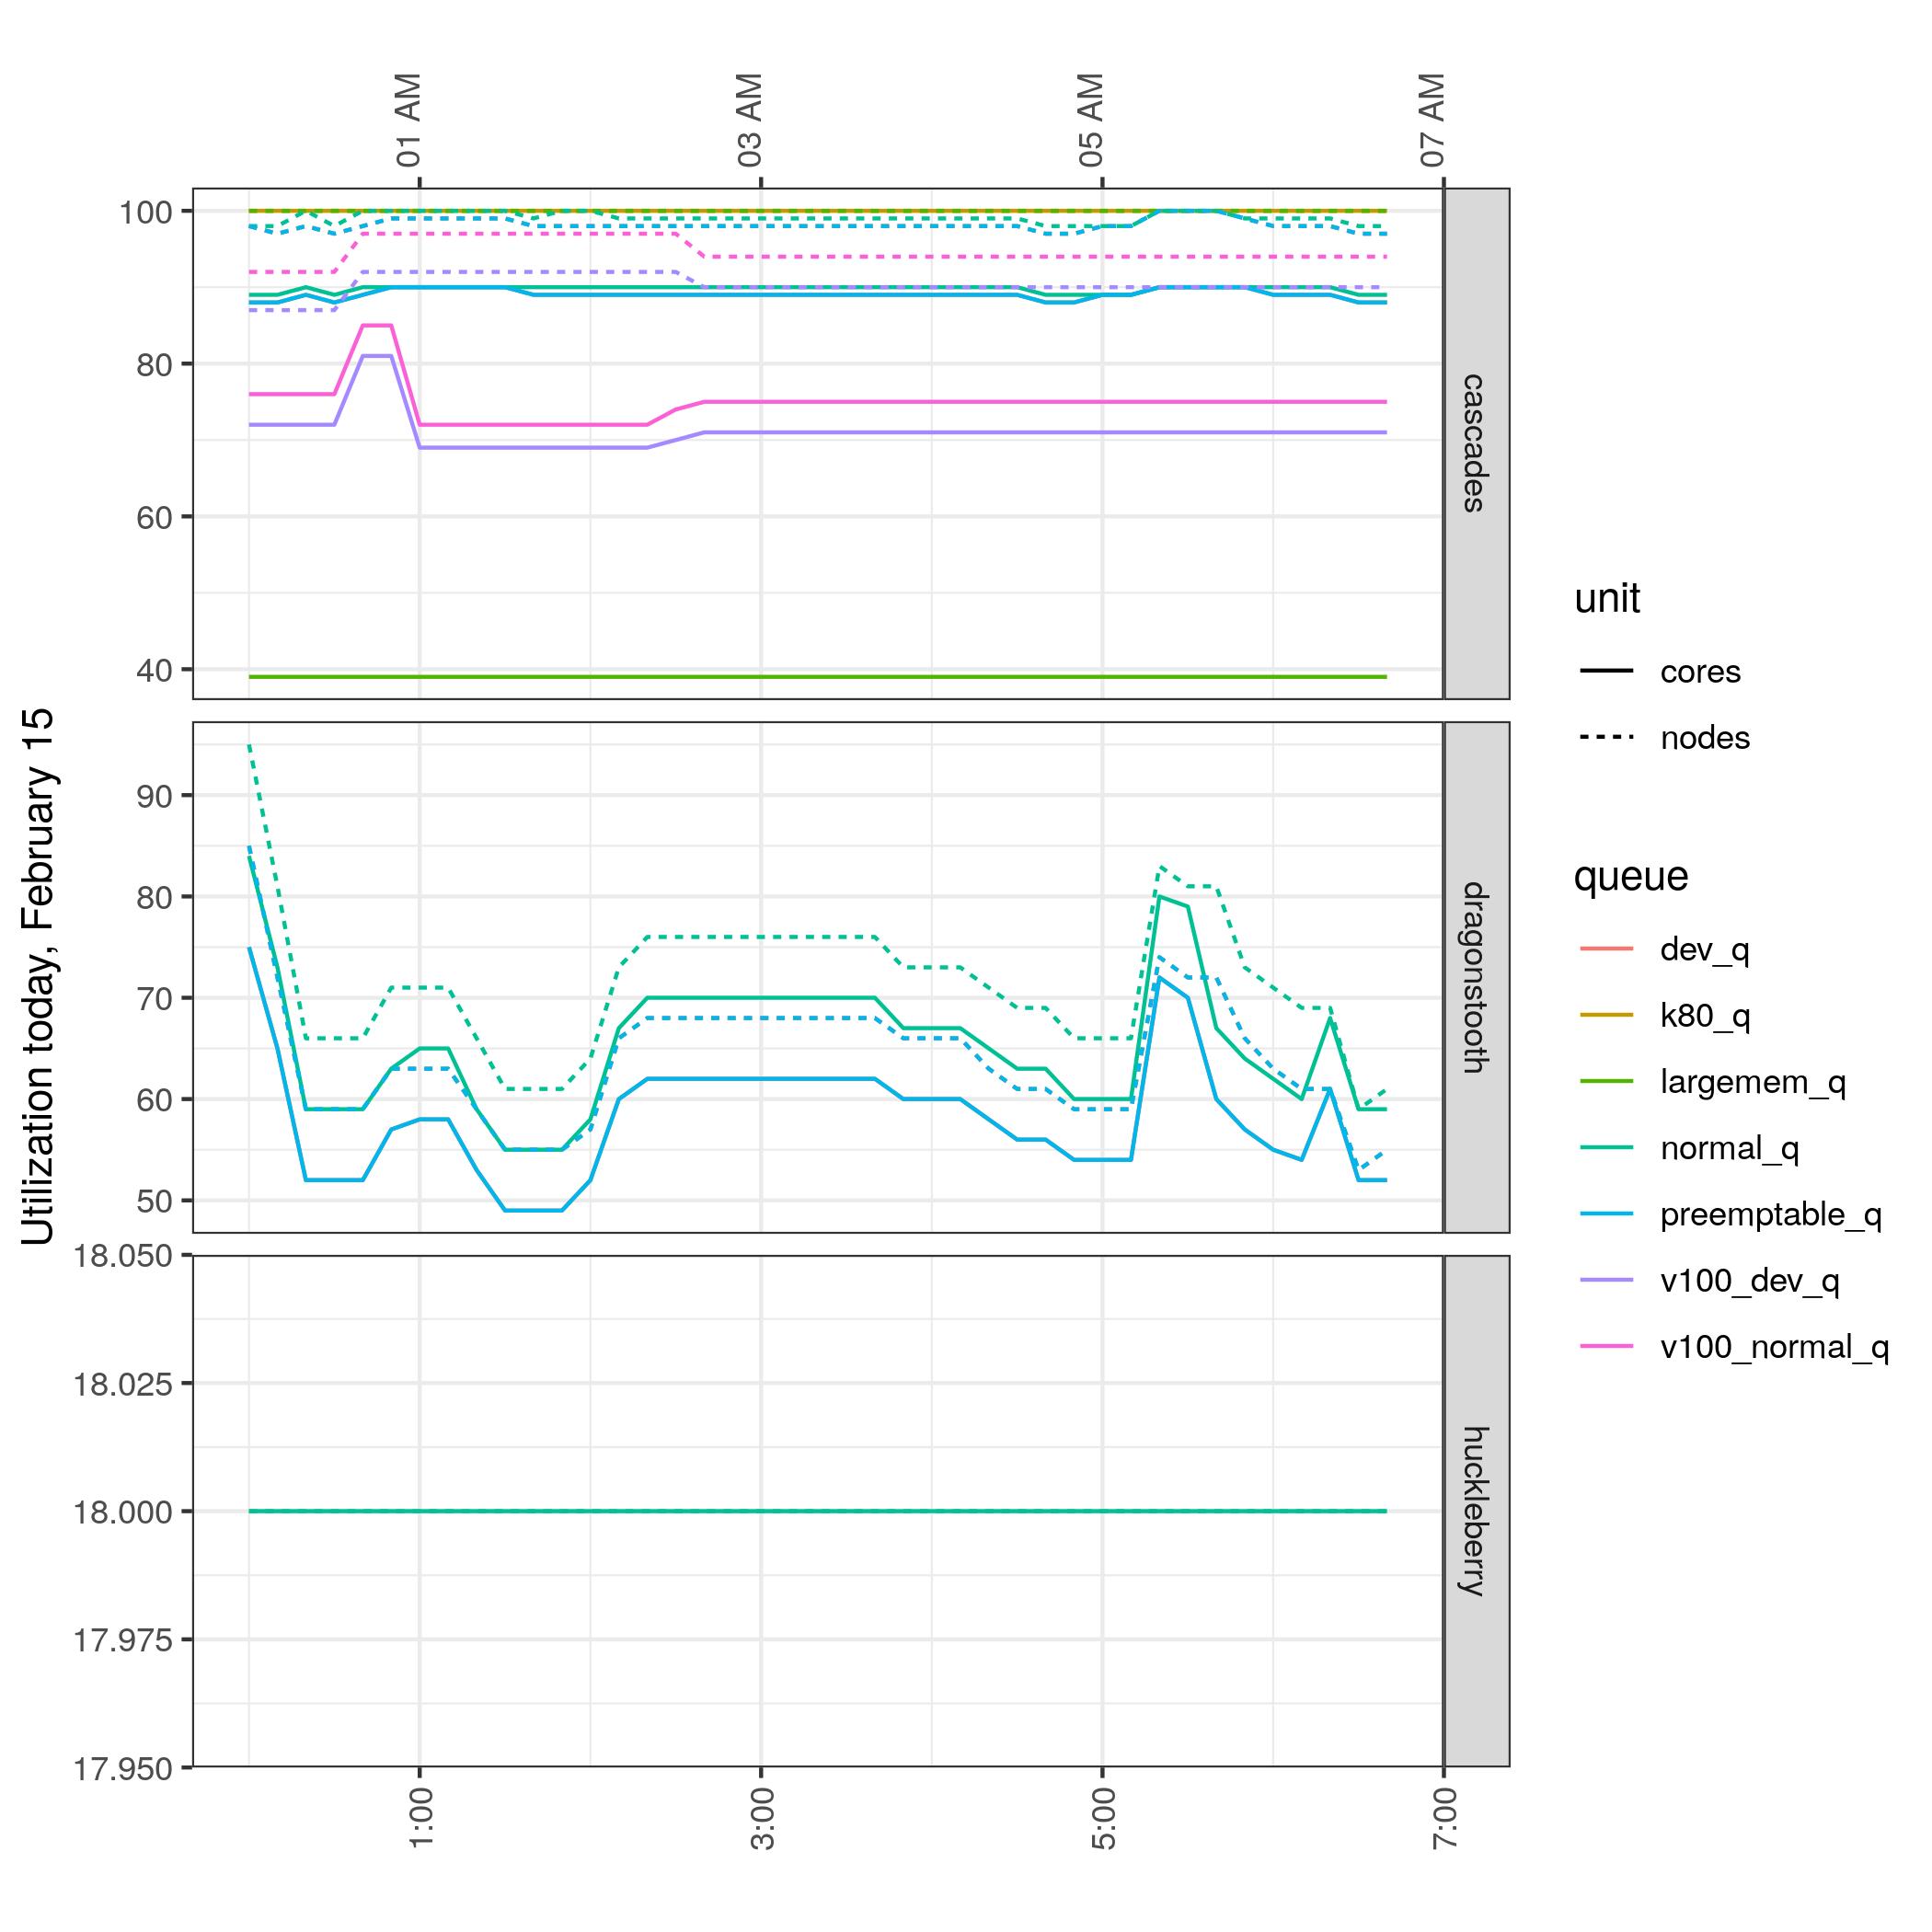 01 AM
03 AM
05 AM
07 AM
100
80
60
40
cascades
Utilization today, February 15
90
80
70
60
50
dragonstooth
18.050
18.025
18.000
17.975
17.950
huckleberry
1:00
3:00
5:00
7:00
unit
cores
nodes
queue
dev_q
k80_q
largemem_q
normal_q
preemptable_q
v100_dev_q
v100_normal_q